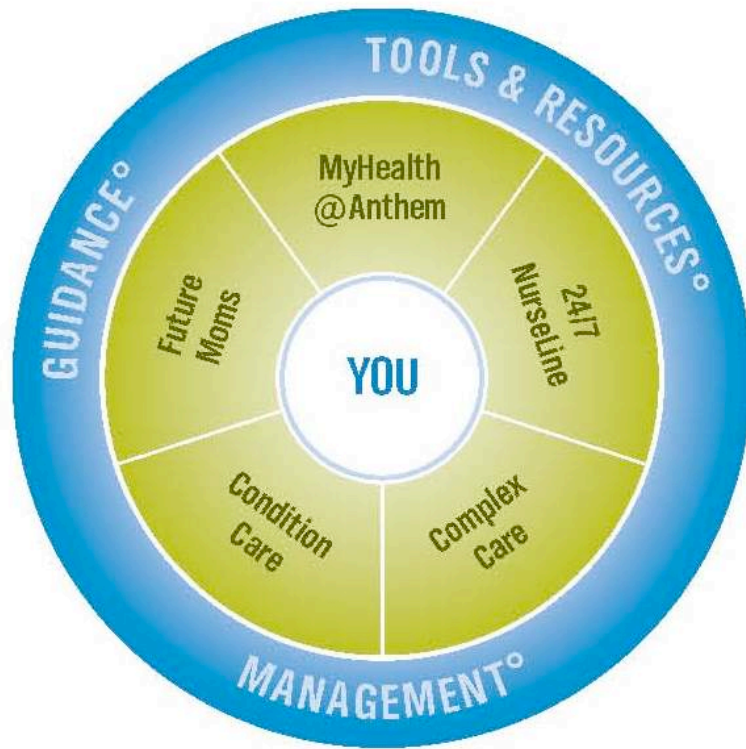 TOOLS & RESOURCES°
GUIDANCE°
MyHealth
@Anthem
24/7
NurseLine
Future
Moms
YOU
Condition
Care
Complex
Care
MANAGEMENT°